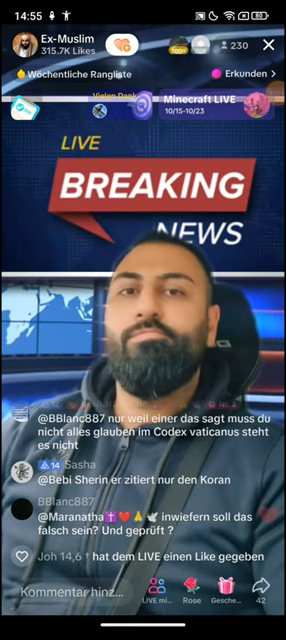 14:55
80
Ex-Muslim
315.7K Likes
230
Wöchentliche Rangliste
Erkunden >
Vielen Dank
Minecraft LIVE
10/15-10/23
LIVE
BREAKING
NEWS
@BBlanc887 nur weil einer das sagt muss du
nicht alles glauben im Codex vaticanus steht
es nicht
14 Sasha
@Bebi Sherin er zitiert nur den Koran
BBlanc887
@Maranatha✝️❤️🙏🕊 inwiefern soll das
falsch sein? Und geprüft ?
Joh 14,6 † hat dem LIVE einen Like gegeben
Kommentar hinz...
LIVE mi...
Rose
Gesche...
42